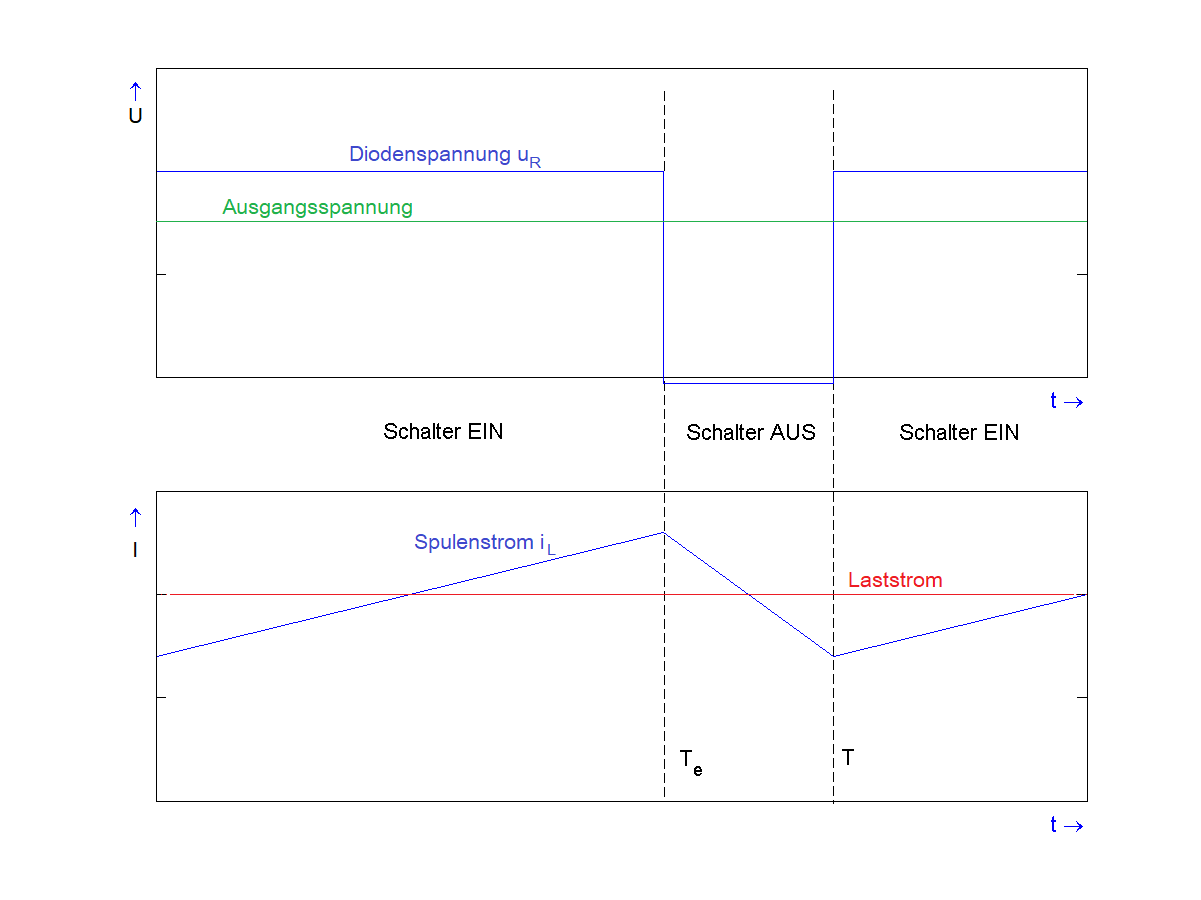 U
Diodenspannung uR
Ausgangsspannung
t →
Schalter EIN
Schalter AUS
Schalter EIN
I
Spulenstrom iL
Laststrom
Te
T
t →